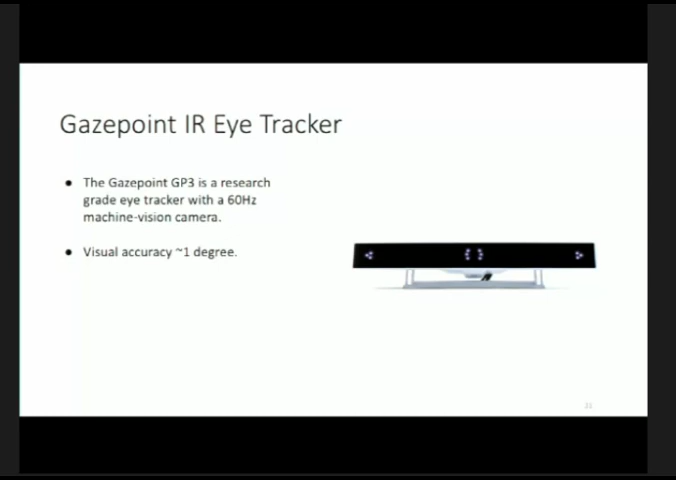 Gazepoint IR Eye Tracker
● The Gazepoint GP3 is a research
grade eye tracker with a 60Hz
machine-vision camera.
● Visual accuracy ~1 degree.